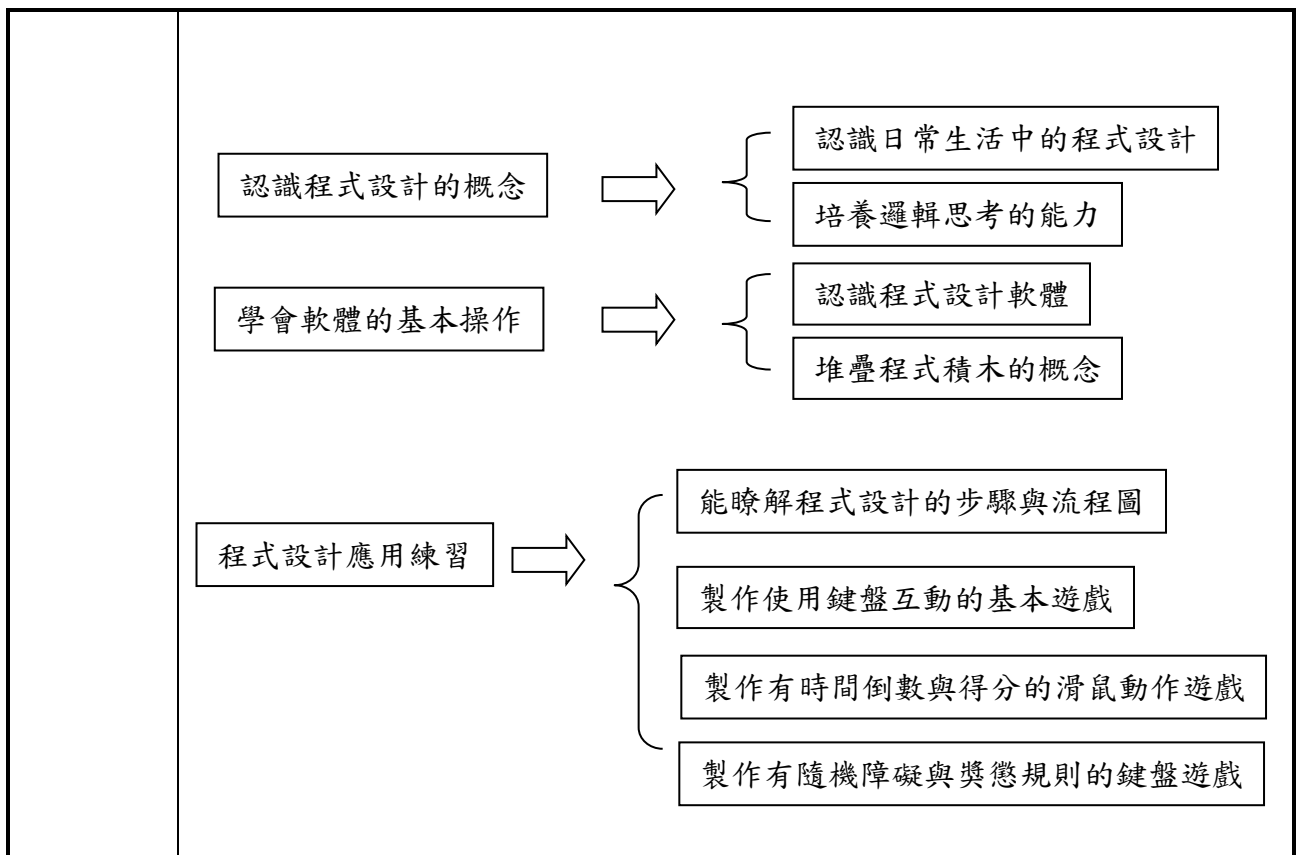 認識程式設計的概念
認識日常生活中的程式設計
培養邏輯思考的能力
學會軟體的基本操作
認識程式設計軟體
堆疊程式積木的概念
程式設計應用練習
能瞭解程式設計的步驟與流程圖
製作使用鍵盤互動的基本遊戲
製作有時間倒數與得分的滑鼠動作遊戲
製作有隨機障礙與獎懲規則的鍵盤遊戲